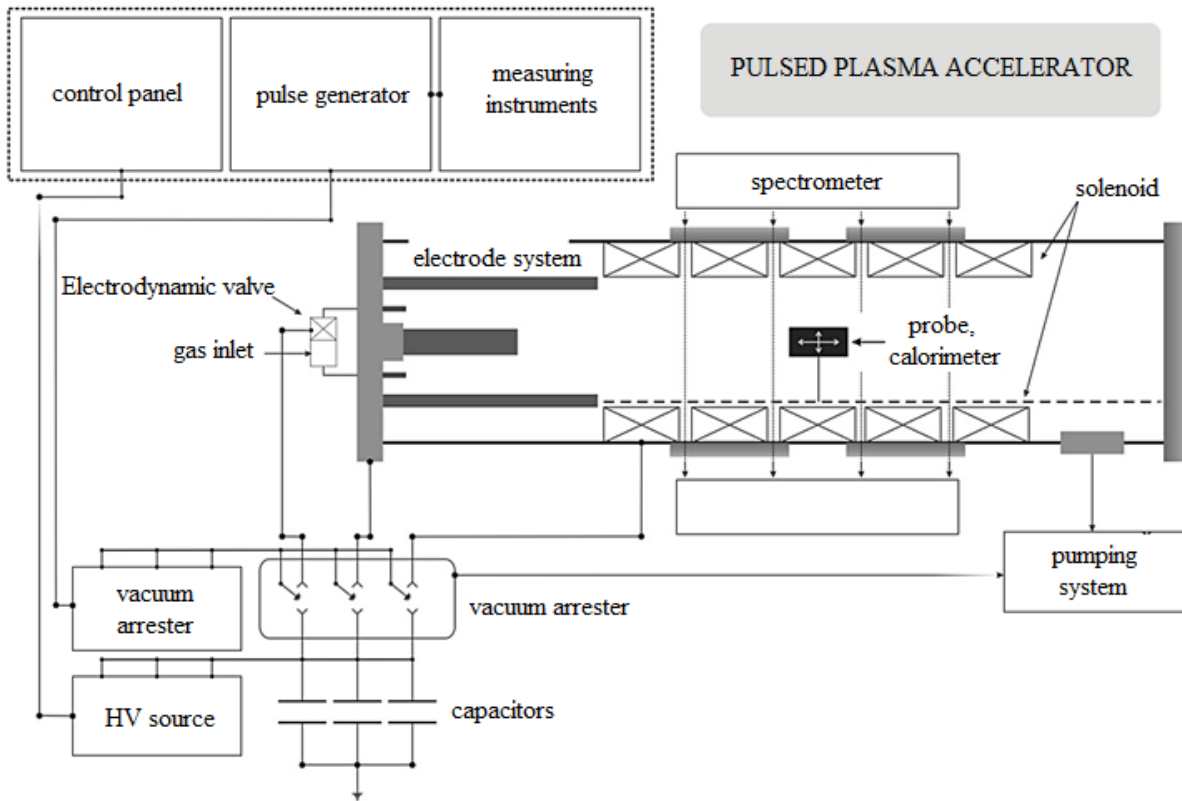 PULSED PLASMA ACCELERATOR
control panel
pulse generator
measuring
instruments
spectrometer
solenoid
electrode system
Electrodynamic valve
gas inlet
probe,
calorimeter
pumping
system
vacuum
arrester
vacuum arrester
HV source
capacitors